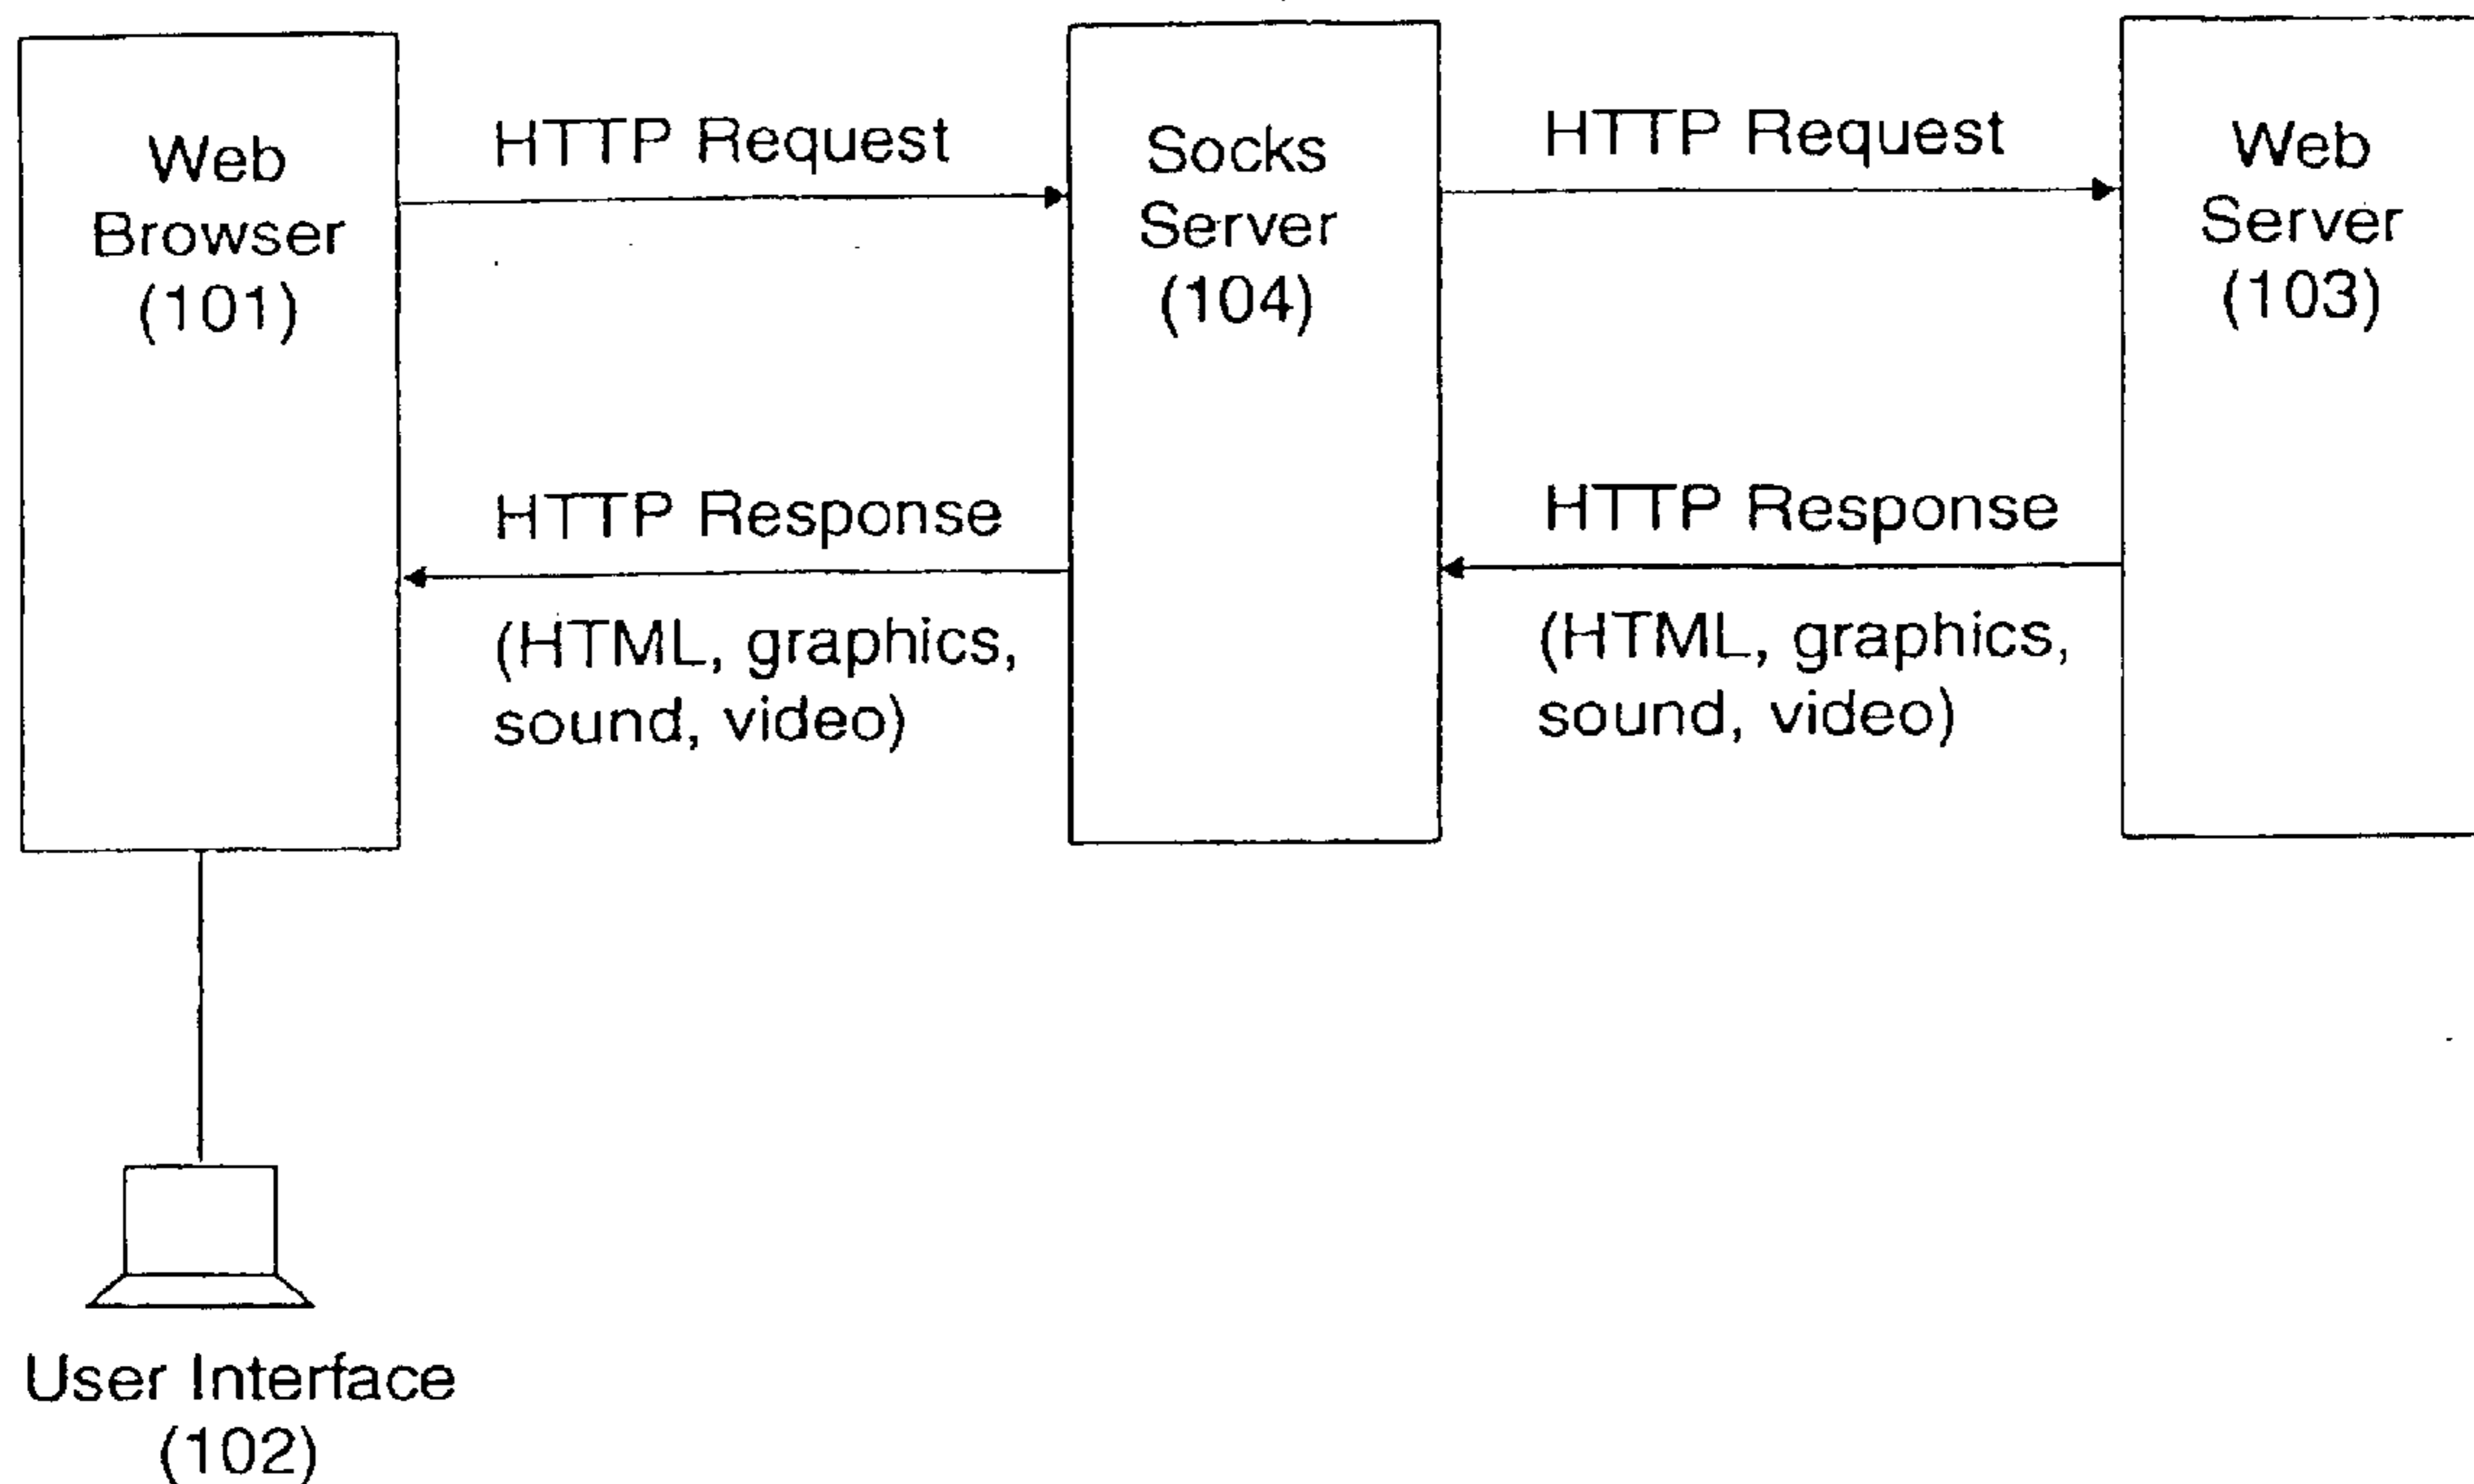 Web
Browser
(101)
HTTP Request
Socks
Server
(104)
HTTP Request
Web
Server
(103)
HTTP Response
(HTML, graphics,
sound, video)
HTTP Response
(HTML, graphics,
sound, video)
User Interface
(102)